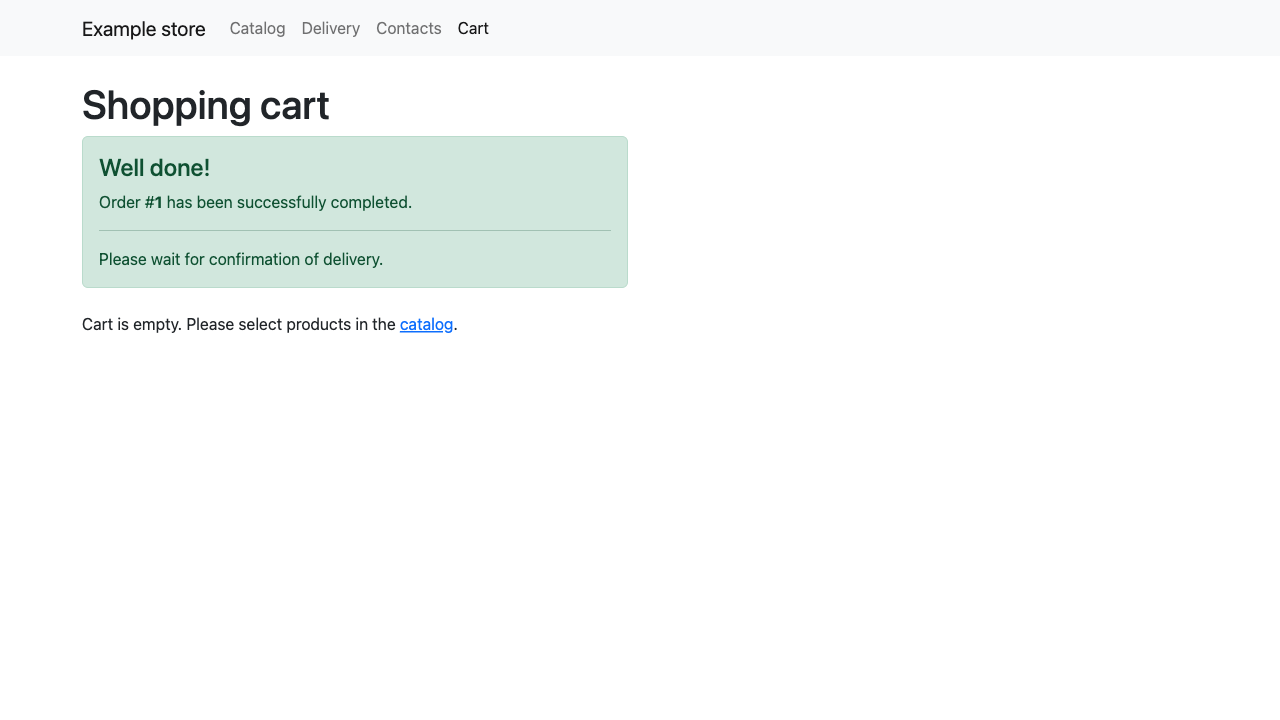 Example store Catalog Delivery Contacts Cart
Shopping cart
Well done!
Order #1 has been successfully completed.
Please wait for confirmation of delivery.
Cart is empty. Please select products in the catalog.